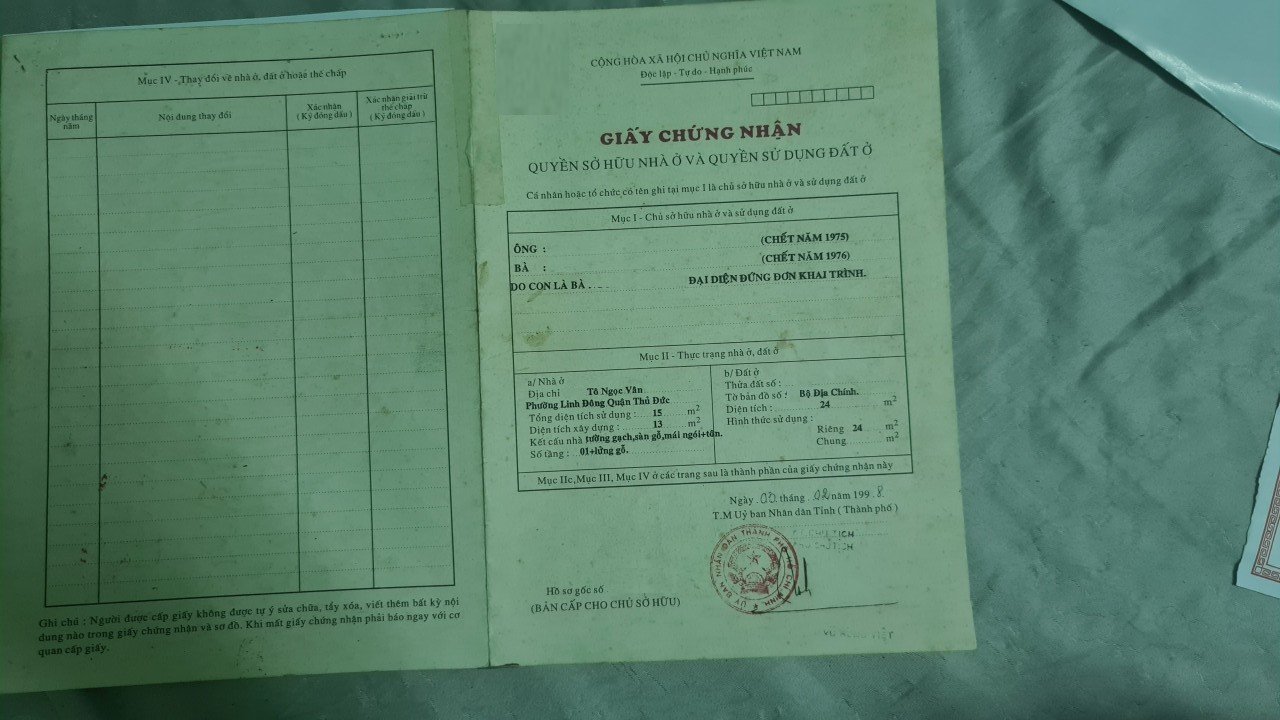 Mục IV - Thay đổi về nhà ở, đất ở hoặc thế chấp
Ngày tháng năm
Nội dung thay đổi
Xác nhận
( Ký đóng dấu )
Xác nhận giải trừ
thế chấp
( Ký đóng dấu )
Ghi chú : Người được cấp giấy không được tự ý sửa chữa, tẩy xóa, viết thêm bất kỳ nội
dung nào trong giấy chứng nhận và sơ đồ. Khi mất giấy chứng nhận phải báo ngay với cơ
quan cấp giấy.
CỘNG HÒA XÃ HỘI CHỦ NGHĨA VIỆT NAM
Độc lập - Tự do - Hạnh phúc
GIẤY CHỨNG NHẬN
QUYỀN SỞ HỮU NHÀ Ở VÀ QUYỀN SỬ DỤNG ĐẤT Ở
Cá nhân hoặc tổ chức có tên ghi tại mục I là chủ sở hữu nhà ở và sử dụng đất ở
Mục I - Chủ sở hữu nhà ở và sử dụng đất ở
ÔNG : (CHẾT NĂM 1975)
BÀ : (CHẾT NĂM 1976)
DO CON LÀ BÀ ĐẠI DIỆN ĐỨNG ĐƠN KHAI TRÌNH.
Mục II - Thực trạng nhà ở, đất ở
a/ Nhà ở
Địa chỉ Tô Ngọc Vân
Phường Linh Đông Quận Thủ Đức
Tổng diện tích sử dụng : 15 m2
Diện tích xây dựng : 13 m2
Kết cấu nhà tường gạch,sàn gỗ,mái ngói+tôn.
Số tầng : 01+lửng gỗ.
b/ Đất ở
Thửa đất số :
Tờ bản đồ số : Bộ Địa Chính.
Diện tích : 24 m2
Hình thức sử dụng :
Riêng 24 m2
Chung m2
Mục IIc,Mục III, Mục IV ở các trang sau là thành phần của giấy chứng nhận này
Ngày tháng 02 năm 1998
T.M Uỷ ban Nhân dân Tỉnh ( Thành phố )
Hồ sơ gốc số
(BẢN CẤP CHO CHỦ SỞ HỮU)